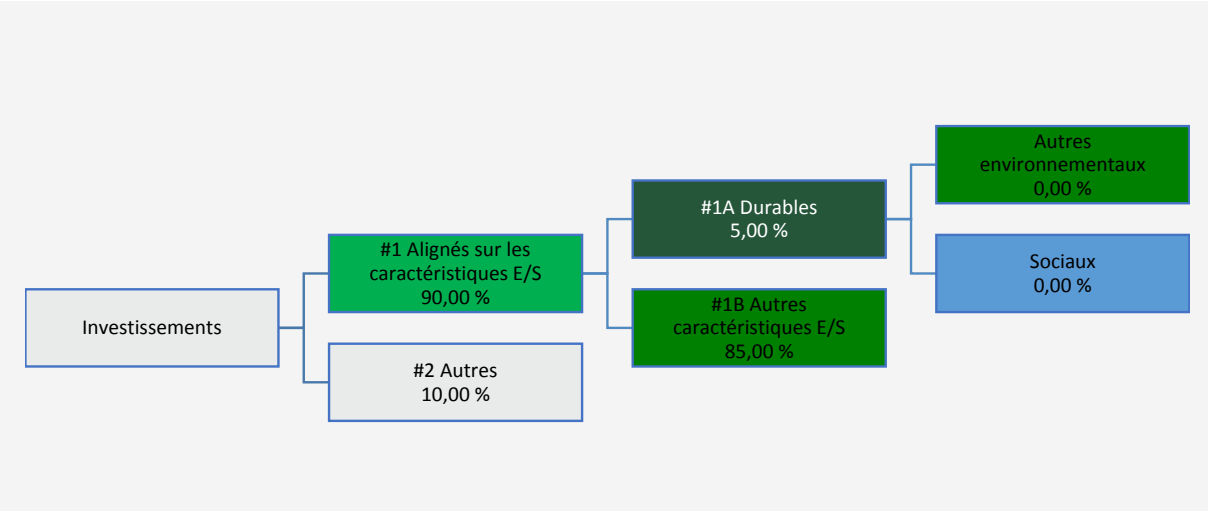 Investissements
#1 Alignés sur les
caractéristiques E/S
90,00 %
#2 Autres
10,00 %
#1A Durables
5,00 %
#1B Autres
caractéristiques E/S
85,00 %
Autres
environnementaux
0,00 %
Sociaux
0,00 %